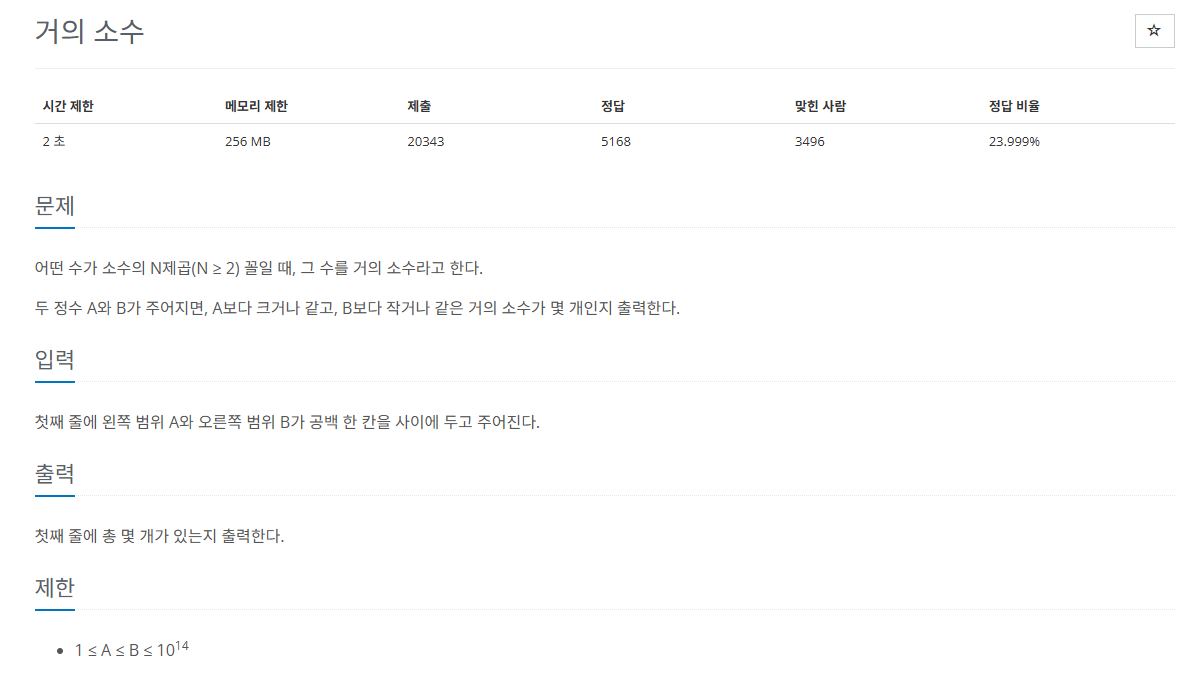 거의 소수
☆
시간 제한 메모리 제한 제출 정답 맞힌 사람 정답 비율
2 초 256 MB 20343 5168 3496 23.999%
문제
어떤 수가 소수의 N제곱(N ≥ 2) 꼴일 때, 그 수를 거의 소수라고 한다.
두 정수 A와 B가 주어지면, A보다 크거나 같고, B보다 작거나 같은 거의 소수가 몇 개인지 출력한다.
입력
첫째 줄에 왼쪽 범위 A와 오른쪽 범위 B가 공백 한 칸을 사이에 두고 주어진다.
출력
첫째 줄에 총 몇 개가 있는지 출력한다.
제한
• 1 ≤ A ≤ B ≤ 10¹⁴